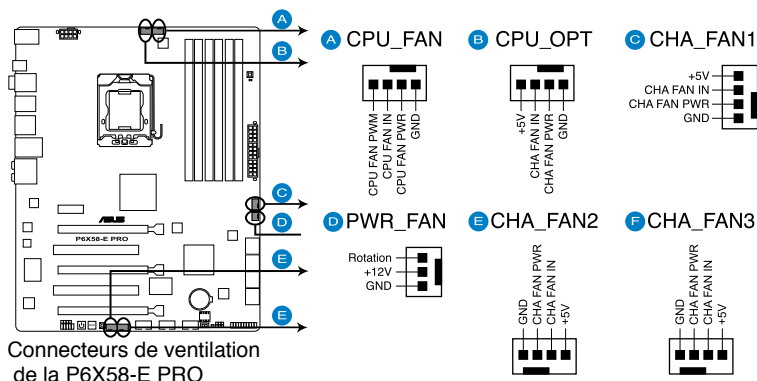 A
B
C
D
E
E
ASUS
P6X58-E PRO
Connecteurs de ventilation
de la P6X58-E PRO
A CPU_FAN
CPU FAN PWM
CPU FAN IN
CPU FAN PWR
GND
B CPU_OPT
+5V
CHA FAN IN
CHA FAN PWR
GND
C CHA_FAN1
+5V
CHA FAN IN
CHA FAN PWR
GND
D PWR_FAN
Rotation
+12V
GND
E CHA_FAN2
GND
CHA FAN PWR
CHA FAN IN
+5V
F CHA_FAN3
GND
CHA FAN PWR
CHA FAN IN
+5V